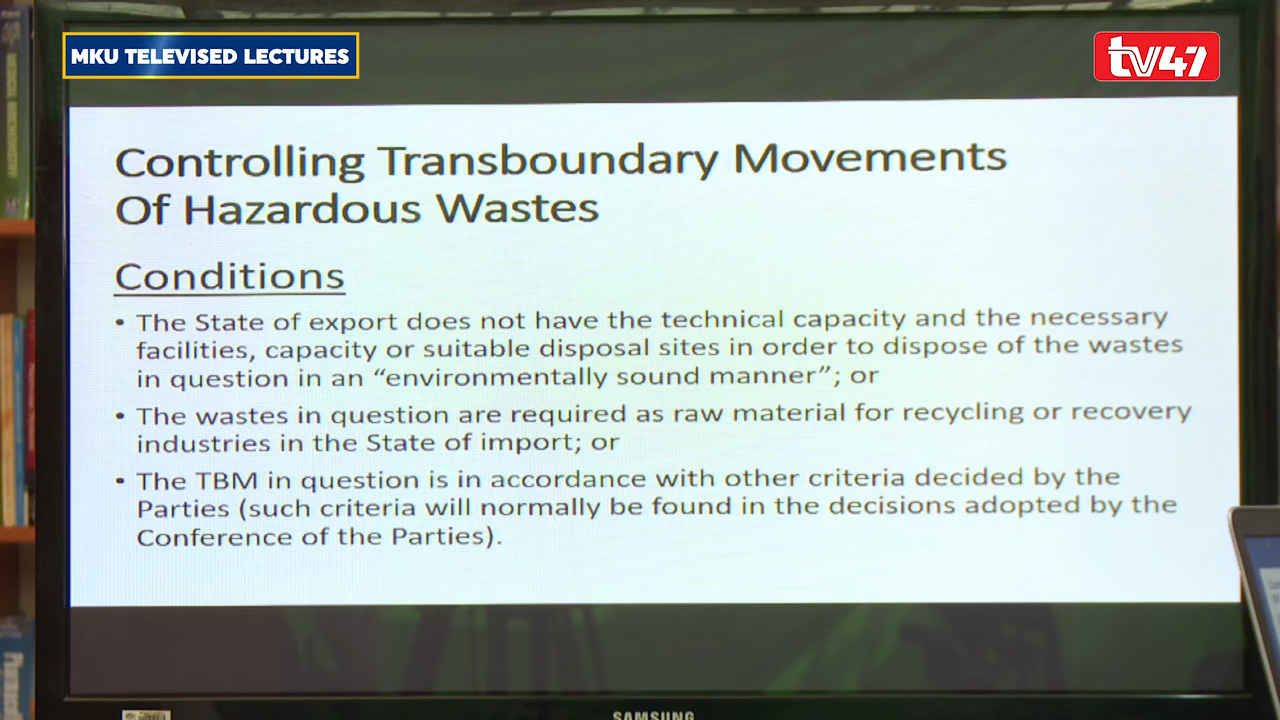 MKU TELEVISED LECTURES
tv47
Controlling Transboundary Movements
Of Hazardous Wastes
Conditions
• The State of export does not have the technical capacity and the necessary
facilities, capacity or suitable disposal sites in order to dispose of the wastes
in question in an “environmentally sound manner”; or
• The wastes in question are required as raw material for recycling or recovery
industries in the State of import; or
• The TBM in question is in accordance with other criteria decided by the
Parties (such criteria will normally be found in the decisions adopted by the
Conference of the Parties).
SAMSUNG